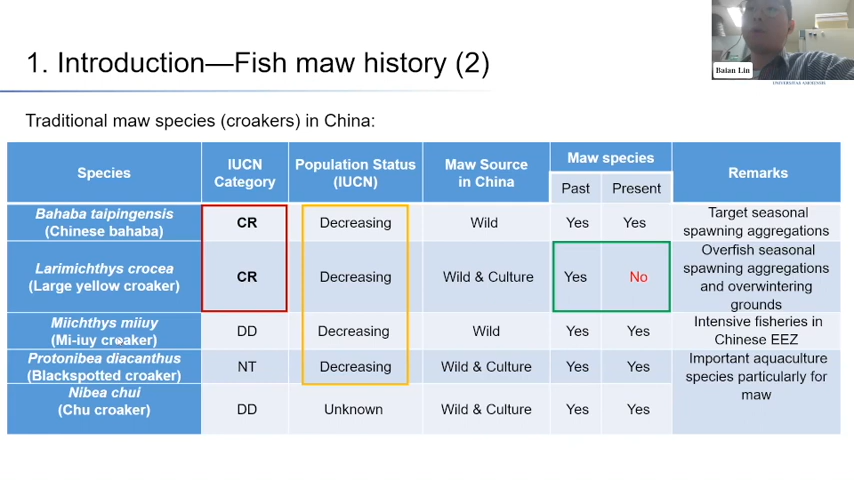 1. Introduction—Fish maw history (2)
Baian Lin
Traditional maw species (croakers) in China:
Species
IUCN
Category
Population Status
(IUCN)
Maw Source
in China
Maw species
Past
Present
Remarks
Bahaba taipingensis
(Chinese bahaba)
CR
Decreasing
Wild
Yes
Yes
Target seasonal
spawning aggregations
Larimichthys crocea
(Large yellow croaker)
CR
Decreasing
Wild & Culture
Yes
No
Overfish seasonal
spawning aggregations
and overwintering
grounds
Miichthys miiuy
(Mi-iuy croaker)
DD
Decreasing
Wild
Yes
Yes
Intensive fisheries in
Chinese EEZ
Protonibea diacanthus
(Blackspotted croaker)
NT
Decreasing
Wild & Culture
Yes
Yes
Important aquaculture
species particularly for
maw
Nibea chui
(Chu croaker)
DD
Unknown
Wild & Culture
Yes
Yes